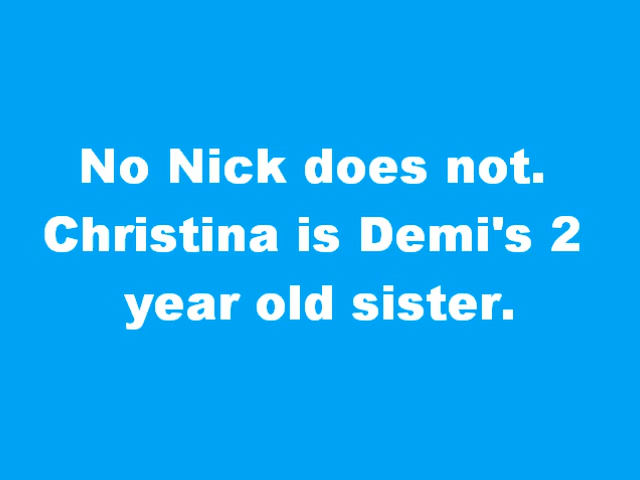 No Nick does not.
Christina is Demi's 2
year old sister.